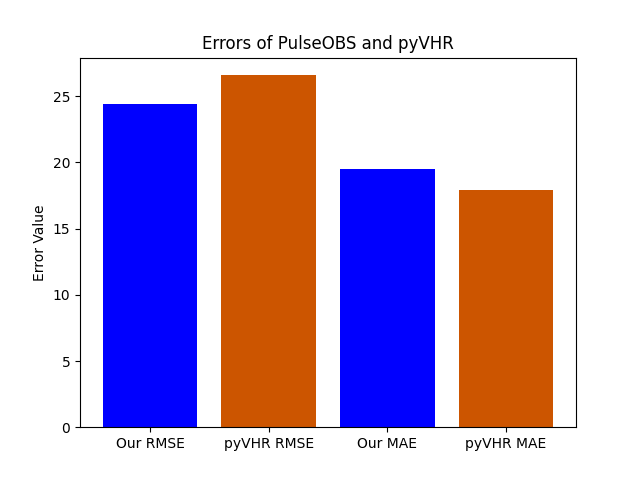 Errors of PulseOBS and pyVHR
Error Value
25
20
15
10
5
0
Our RMSE
pyVHR RMSE
Our MAE
pyVHR MAE